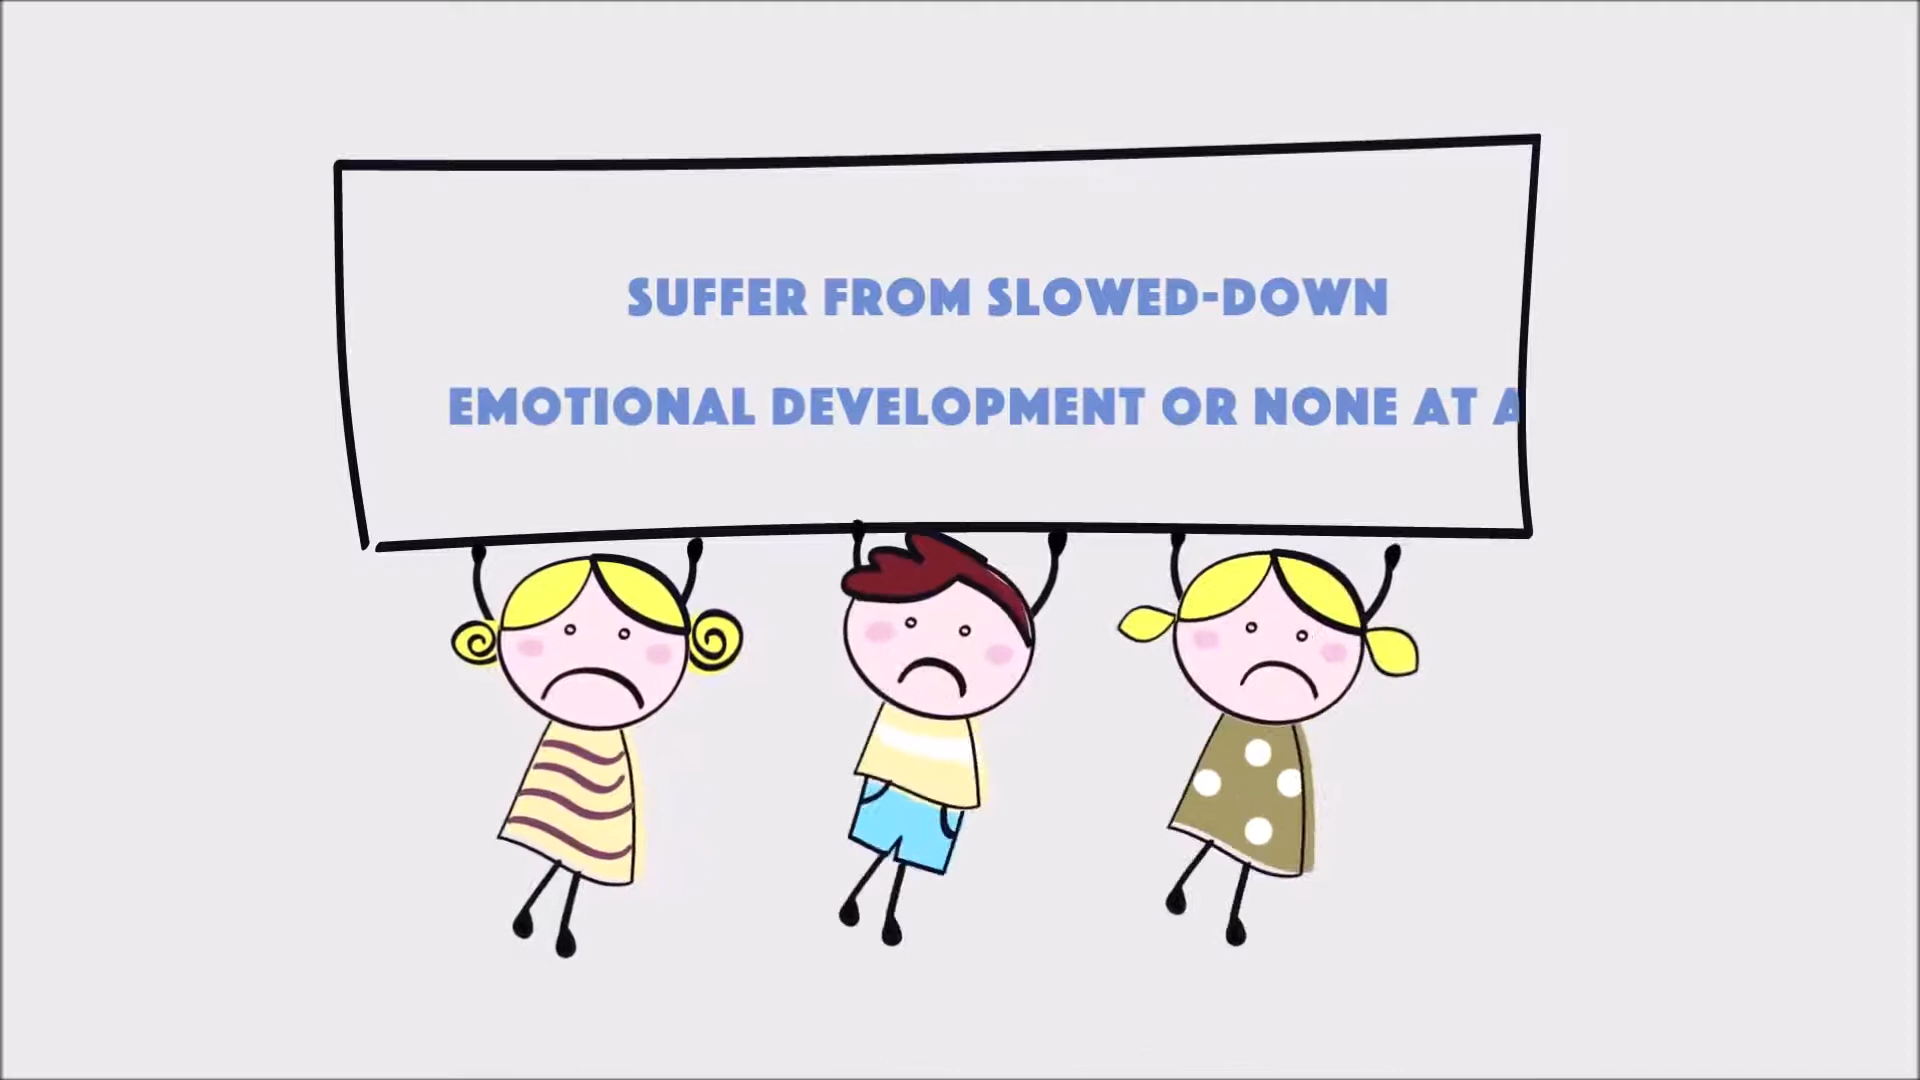 SUFFER FROM SLOWED-DOWN
EMOTIONAL DEVELOPMENT OR NONE AT A